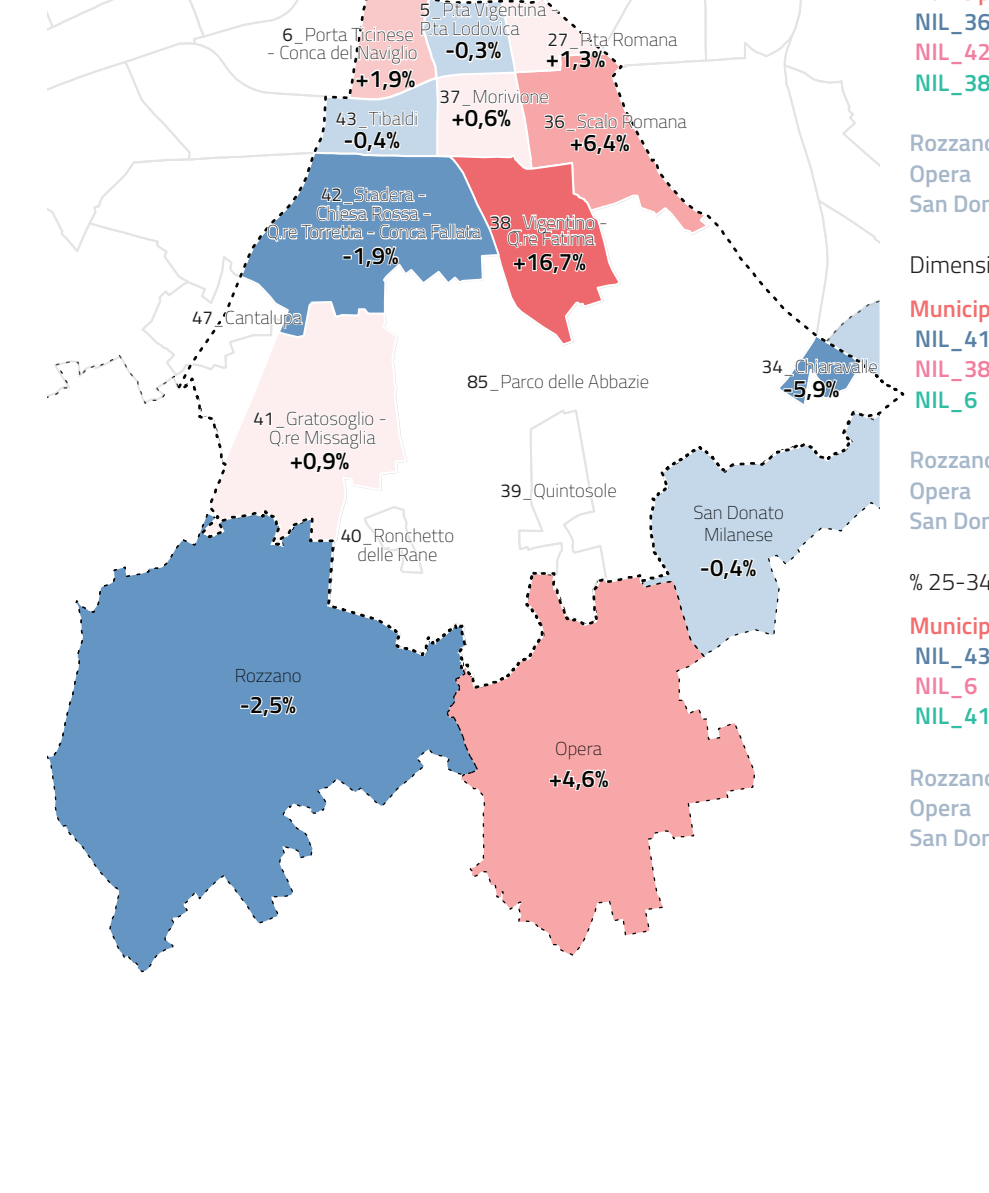 5_P.ta Vigentina -
P.ta Lodovica
-0,3%
6_Porta Ticinese
- Conca del Naviglio
+1,9%
27_P.ta Romana
+1,3%
37_Morivione
+0,6%
43_Tibaldi
-0,4%
36_Scalo Romana
+6,4%
42_Stadera -
Chiesa Rossa -
Q.re Torretta - Conca Fallata
-1,9%
38_Vigentino -
Q.re Fatima
+16,7%
47_Cantalupa
34_Chiaravalle
-5,9%
85_Parco delle Abbazie
41_Gratosoglio -
Q.re Missaglia
+0,9%
39_Quintosole
40_Ronchetto
delle Rane
San Donato
Milanese
-0,4%
Rozzano
-2,5%
Opera
+4,6%
NIL_36
NIL_42
NIL_38
Rozzano
Opera
San Don
Dimensi
Municip
NIL_41
NIL_38
NIL_6
Rozzano
Opera
San Don
% 25-34
Municip
NIL_43
NIL_6
NIL_41
Rozzano
Opera
San Don